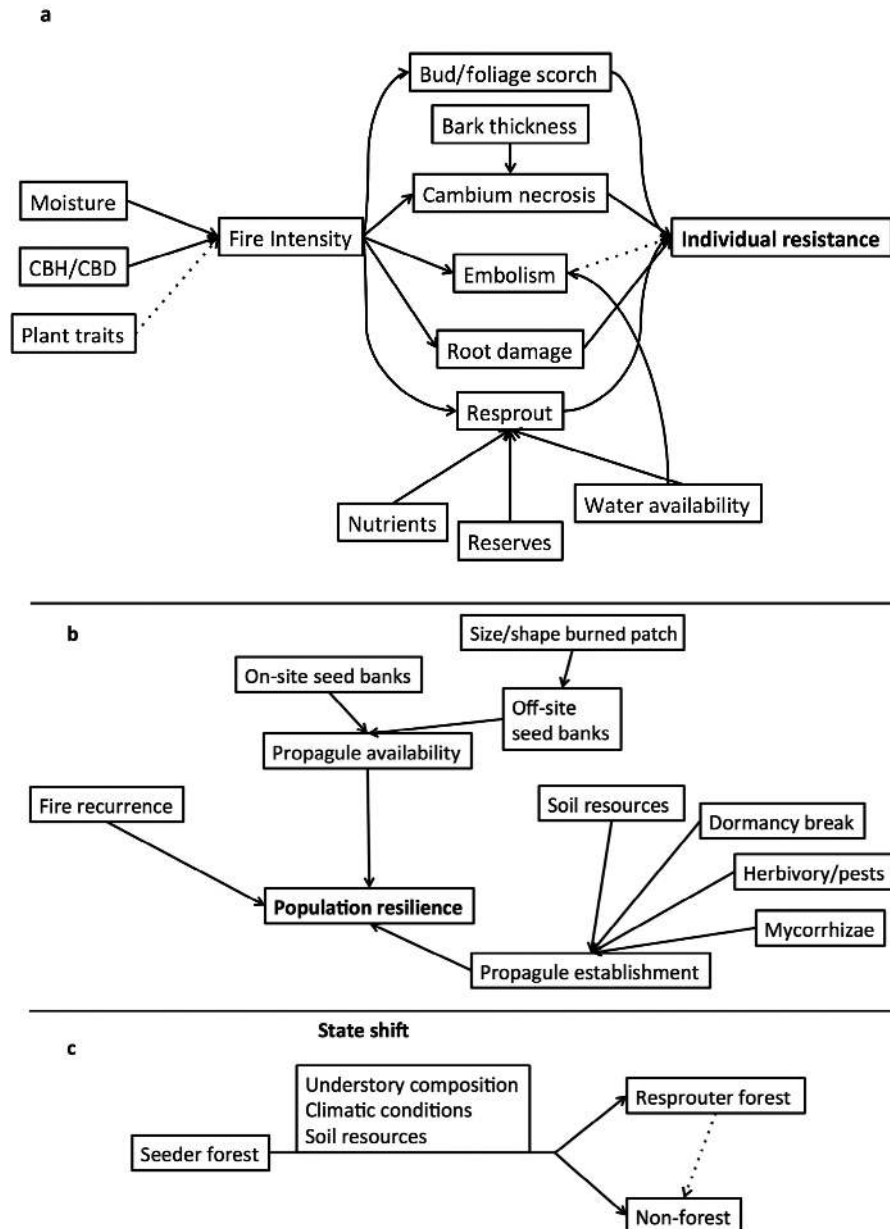 a
Bud/foliage scorch
Bark thickness
Moisture
Cambium necrosis
Fire Intensity
Individual resistance
CBH/CBD
Embolism
Plant traits
Root damage
Resprout
Water availability
Nutrients
Reserves
b
Size/shape burned patch
On-site seed banks
Off-site
seed banks
Propagule availability
Fire recurrence
Soil resources
Dormancy break
Herbivory/pests
Population resilience
Mycorrhizae
Propagule establishment
State shift
c
Understory composition
Climatic conditions
Soil resources
Resprouter forest
Seeder forest
Non-forest